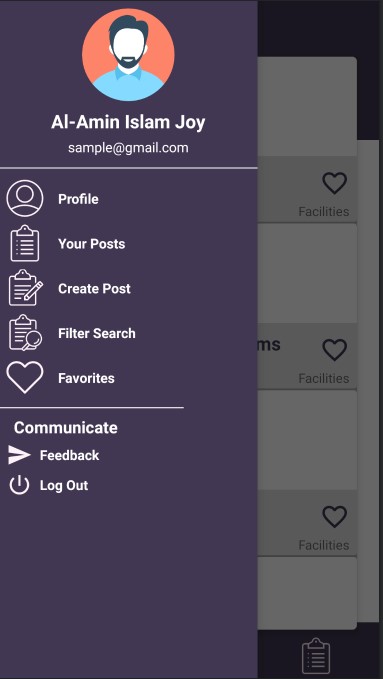 Al-Amin Islam Joy
sample@gmail.com
Profile
Your Posts
Create Post
Filter Search
Favorites
Communicate
Feedback
Log Out
Facilities
ms
Facilities
Facilities